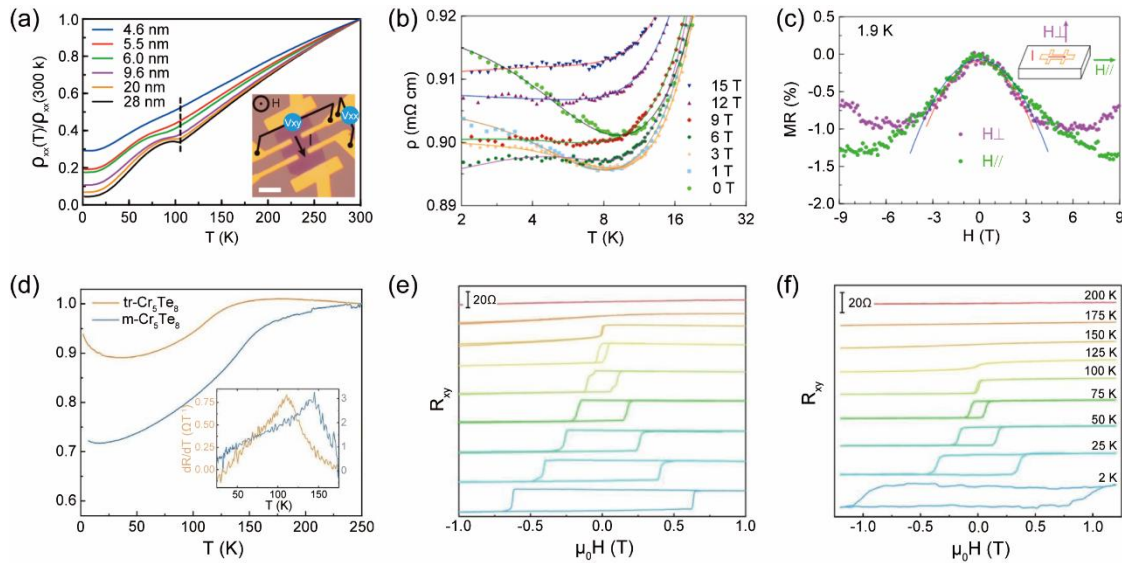 (a)
ρxx(T)/ρxx(300 K)
1.0
0.8
0.6
0.4
0.2
0.0
4.6 nm
5.5 nm
6.0 nm
9.6 nm
20 nm
28 nm
H
Vxy
Vxx
I
0 50 100 150 200 250 300
T (K)
(b)
ρ (mΩ cm)
0.92
0.91
0.90
0.89
15 T
12 T
9 T
6 T
3 T
1 T
0 T
2 4 8 16 32
T (K)
(c)
MR (%)
0.5
0.0
-0.5
-1.0
-1.5
-2.0
1.9 K
H⊥
I
H//
H⊥
H//
-9 -6 -3 0 3 6 9
H (T)
(d)
1.0
0.9
0.8
0.7
0.6
tr-Cr5Te8
m-Cr5Te8
dR/dT (ΩT⁻¹)
0.75
0.50
0.25
0.00
3
2
1
0
50 100 150
T (K)
0 50 100 150 200 250
T (K)
(e)
20Ω
Rxy
-1.0 -0.5 0.0 0.5 1.0
μ0H (T)
(f)
20Ω
Rxy
200 K
175 K
150 K
125 K
100 K
75 K
50 K
25 K
2 K
-1.0 -0.5 0.0 0.5 1.0
μ0H (T)